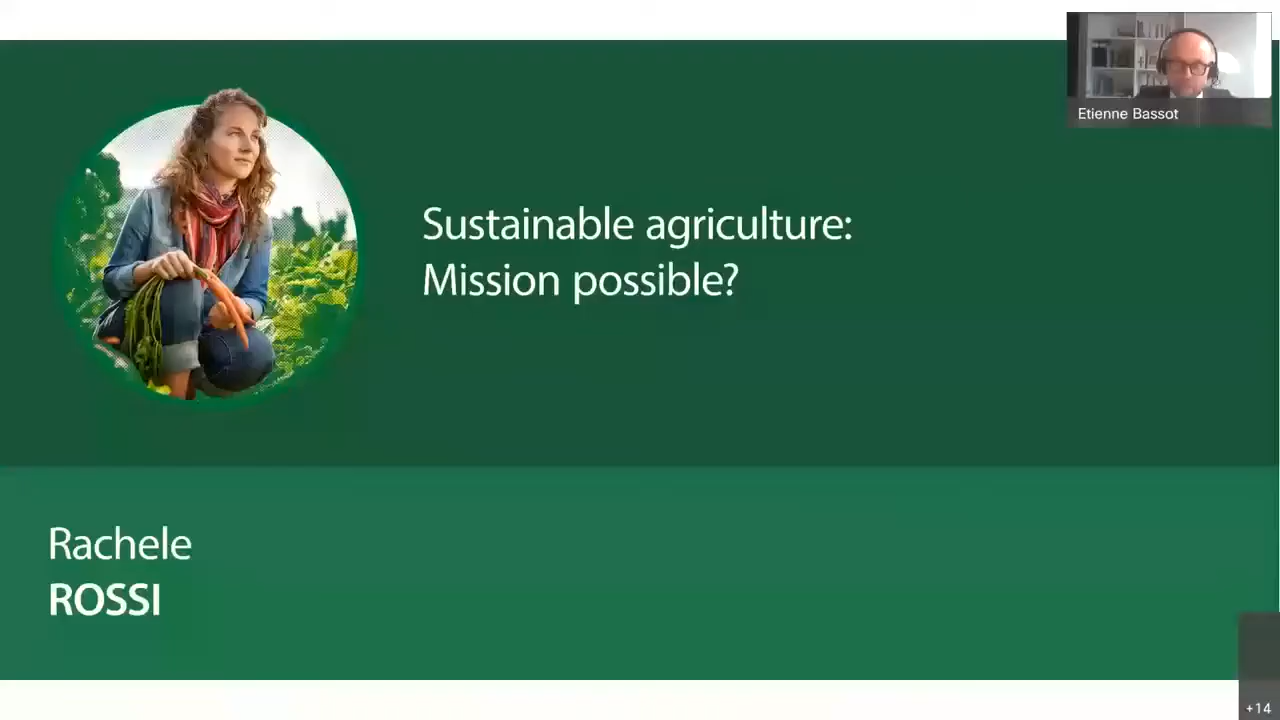 Etienne Bassot
Sustainable agriculture:
Mission possible?
Rachele
ROSSI
+14